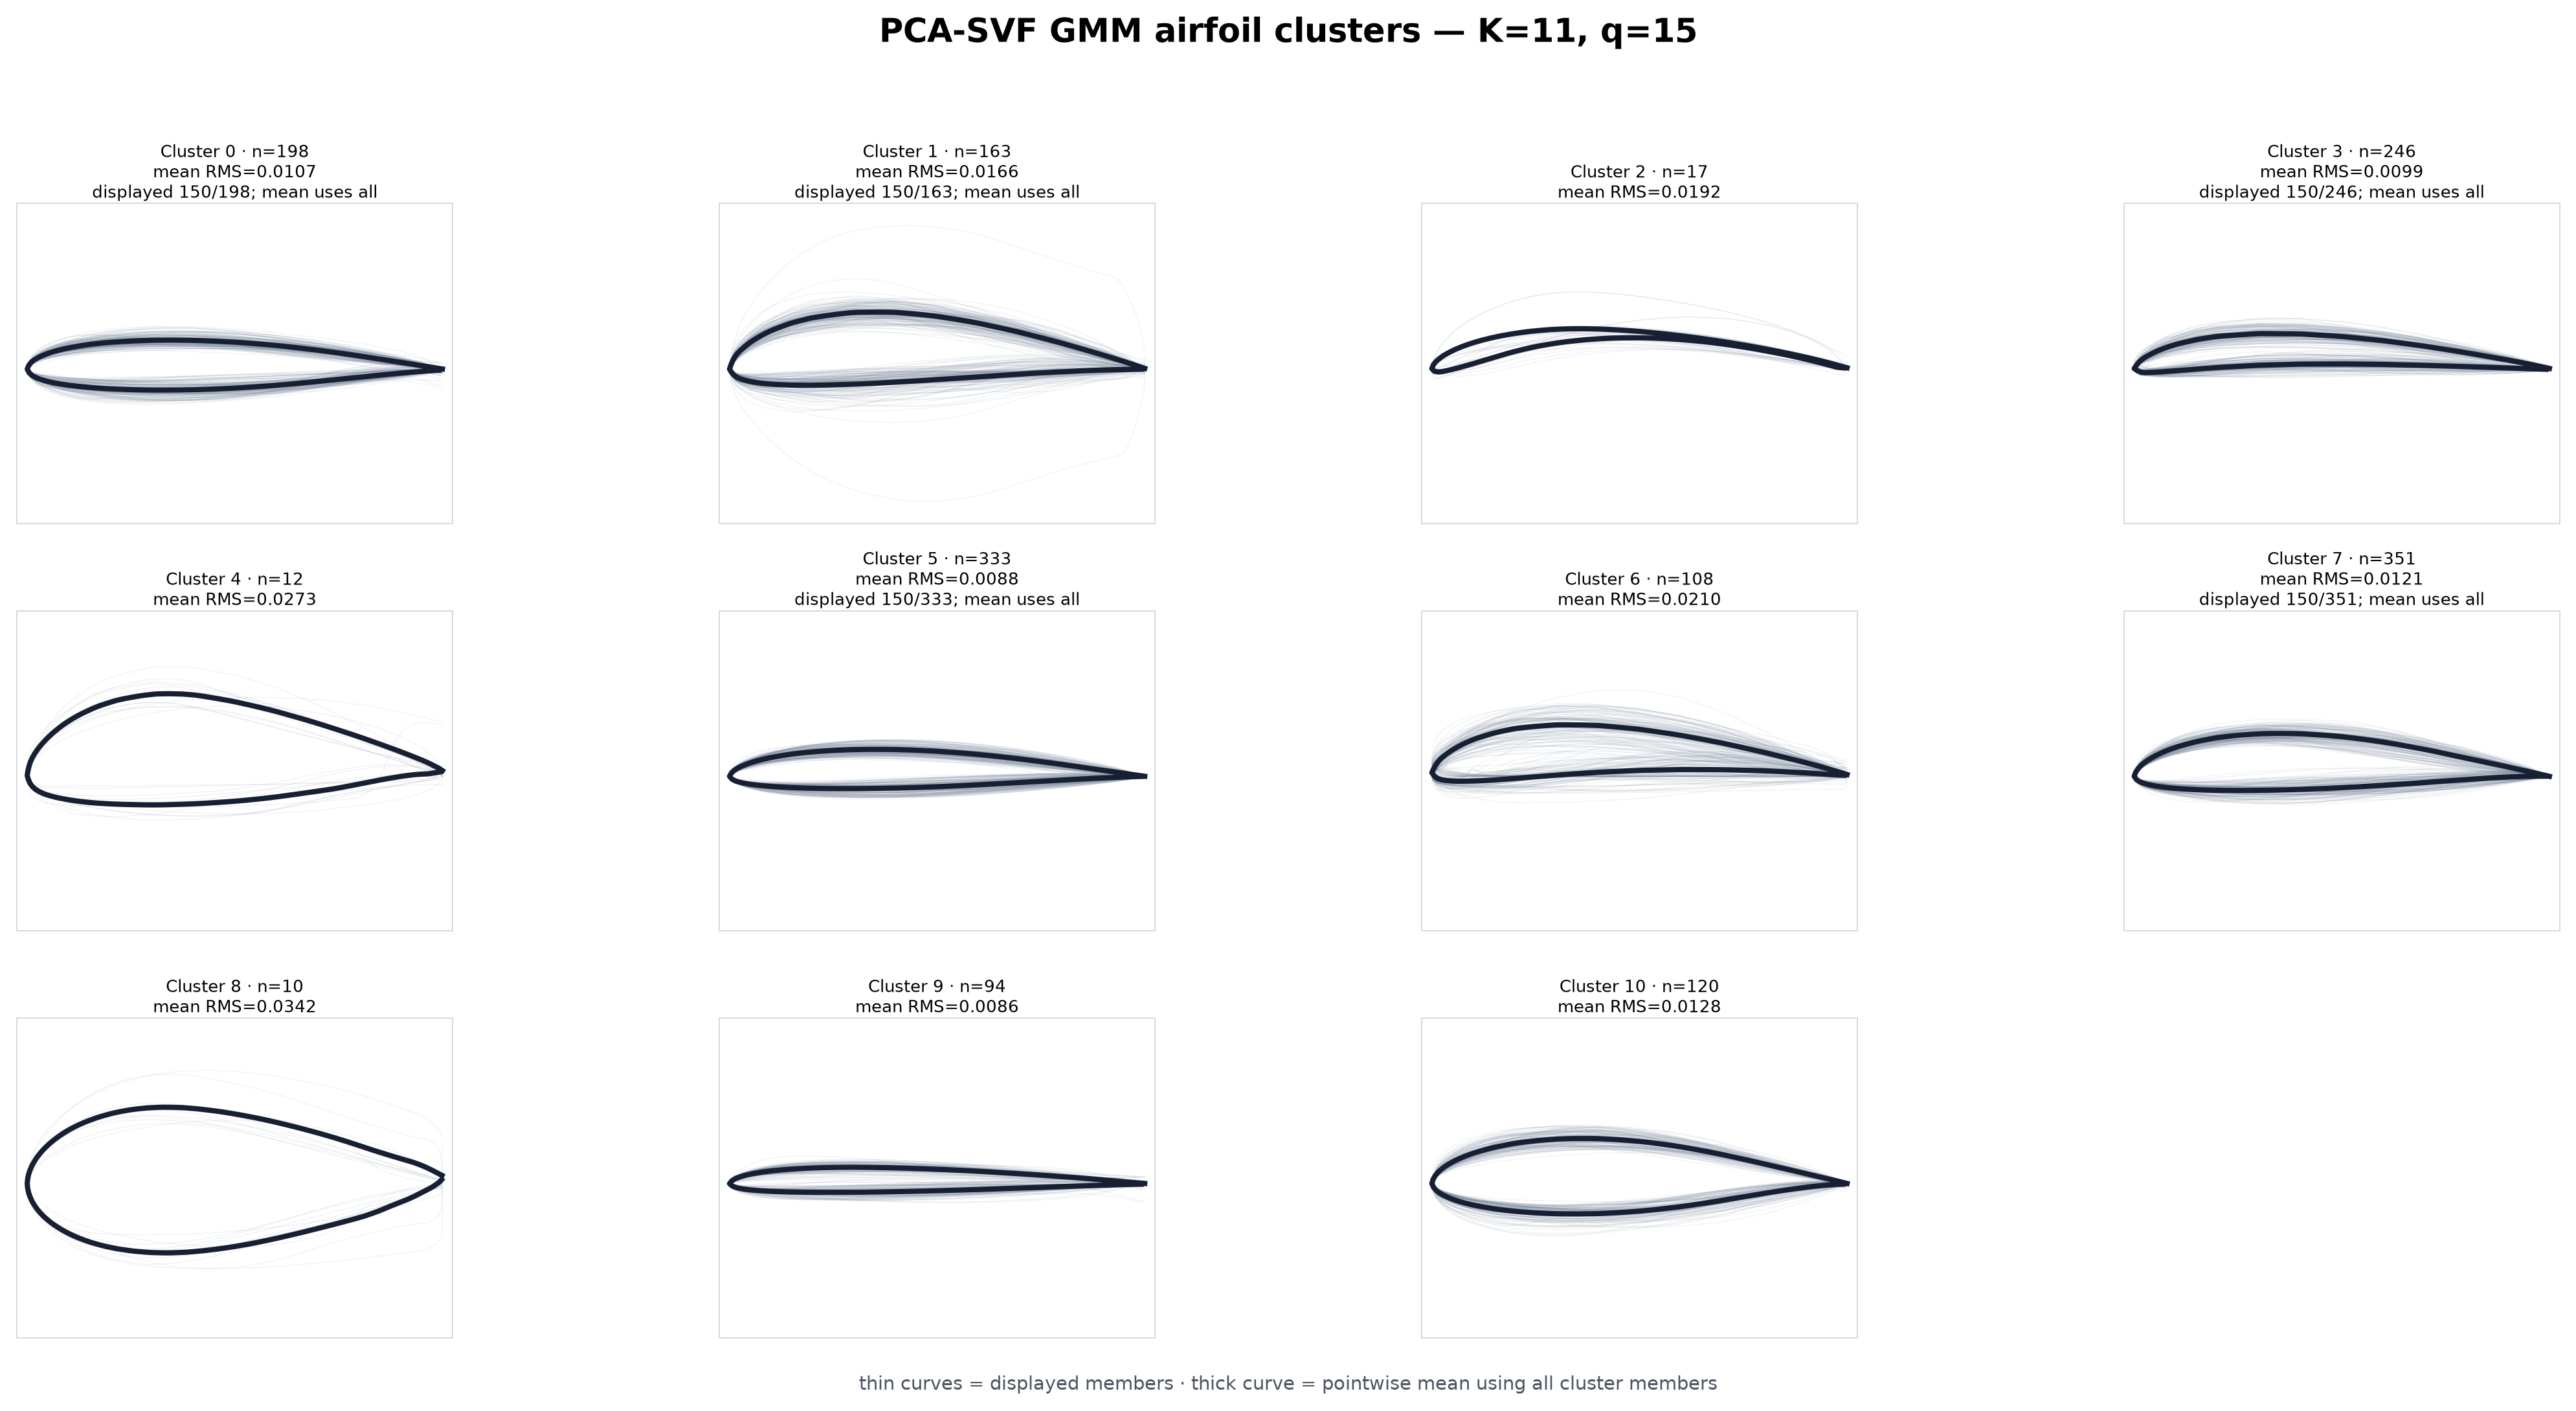 PCA-SVF GMM airfoil clusters — K=11, q=15
Cluster 0 · n=198
mean RMS=0.0107
displayed 150/198; mean uses all
Cluster 1 · n=163
mean RMS=0.0166
displayed 150/163; mean uses all
Cluster 2 · n=17
mean RMS=0.0192
Cluster 3 · n=246
mean RMS=0.0099
displayed 150/246; mean uses all
Cluster 4 · n=12
mean RMS=0.0273
Cluster 5 · n=333
mean RMS=0.0088
displayed 150/333; mean uses all
Cluster 6 · n=108
mean RMS=0.0210
Cluster 7 · n=351
mean RMS=0.0121
displayed 150/351; mean uses all
Cluster 8 · n=10
mean RMS=0.0342
Cluster 9 · n=94
mean RMS=0.0086
Cluster 10 · n=120
mean RMS=0.0128
thin curves = displayed members · thick curve = pointwise mean using all cluster members